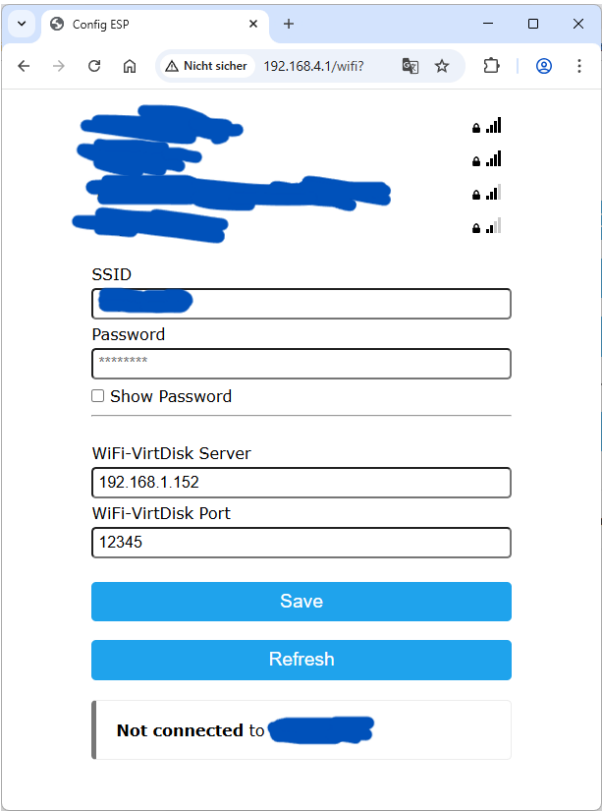 Config ESP
Nicht sicher 192.168.4.1/wifi?
SSID
Password
********
Show Password
WiFi-VirtDisk Server
192.168.1.152
WiFi-VirtDisk Port
12345
Save
Refresh
Not connected to